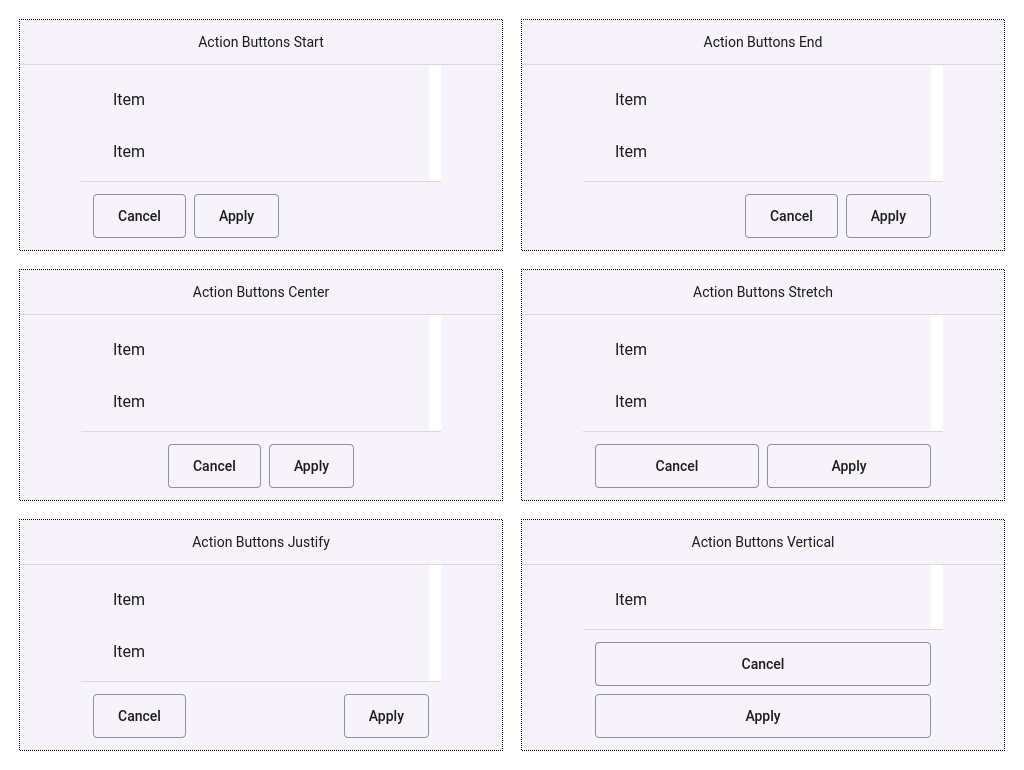 Action Buttons Start
Item
Item
Cancel Apply
Action Buttons End
Item
Item
Cancel Apply
Action Buttons Center
Item
Item
Cancel Apply
Action Buttons Stretch
Item
Item
Cancel Apply
Action Buttons Justify
Item
Item
Cancel Apply
Action Buttons Vertical
Item
Cancel
Apply